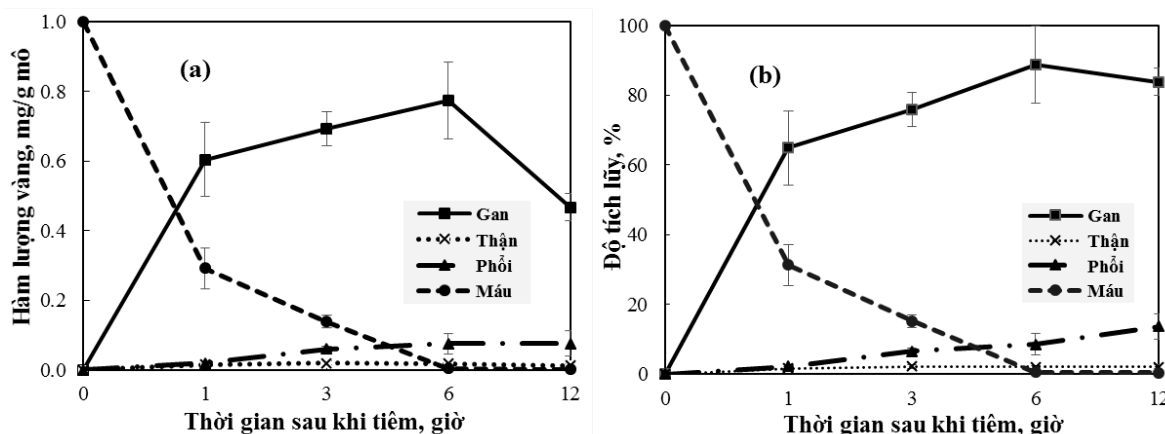 Hàm lượng vàng, mg/g mô
1.0
0.8
0.6
0.4
0.2
0.0
(a)
Gan
Thận
Phổi
Máu
0
1
3
6
12
Thời gian sau khi tiêm, giờ
Độ tích lũy, %
100
80
60
40
20
0
(b)
Gan
Thận
Phổi
Máu
0
1
3
6
12
Thời gian sau khi tiêm, giờ